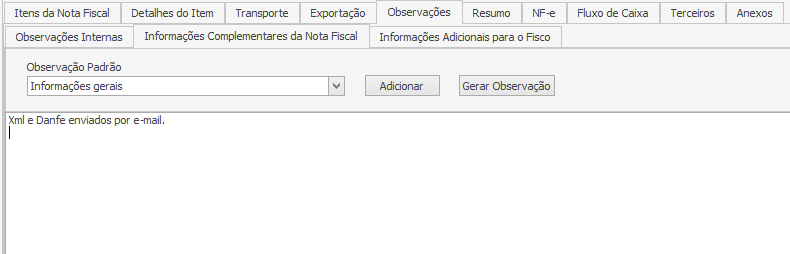 Itens da Nota Fiscal Detalhes do Item Transporte Exportação Observações Resumo NF-e Fluxo de Caixa Terceiros Anexos
Observações Internas Informações Complementares da Nota Fiscal Informações Adicionais para o Fisco
Observação Padrão
Informações gerais Adicionar Gerar Observação
Xml e Danfe enviados por e-mail.